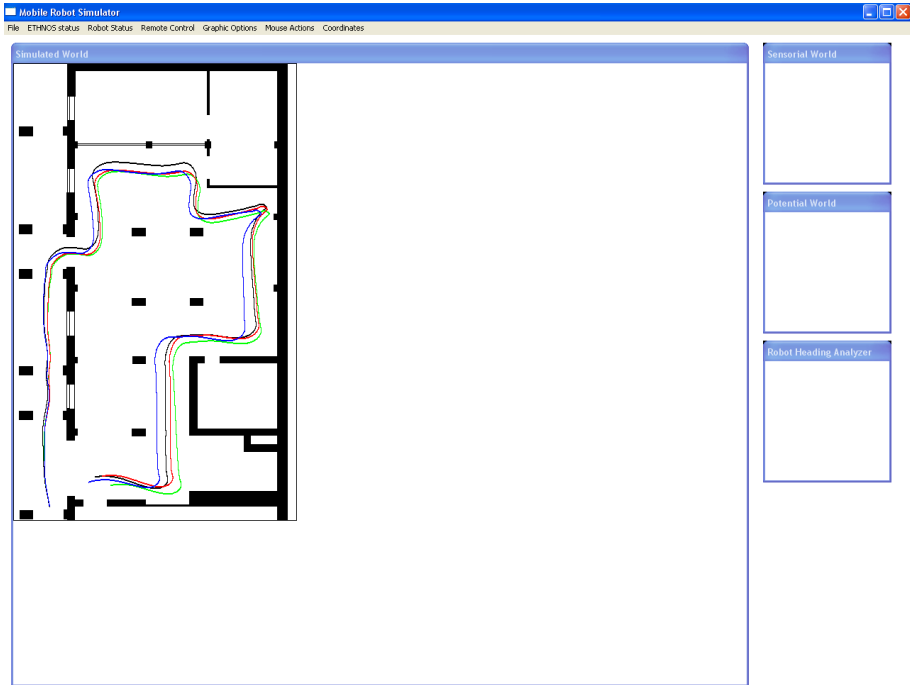 Mobile Robot Simulator
File ETHNOS status Robot Status Remote Control Graphic Options Mouse Actions Coordinates
Simulated World
Sensorial World
Potential World
Robot Heading Analyzer